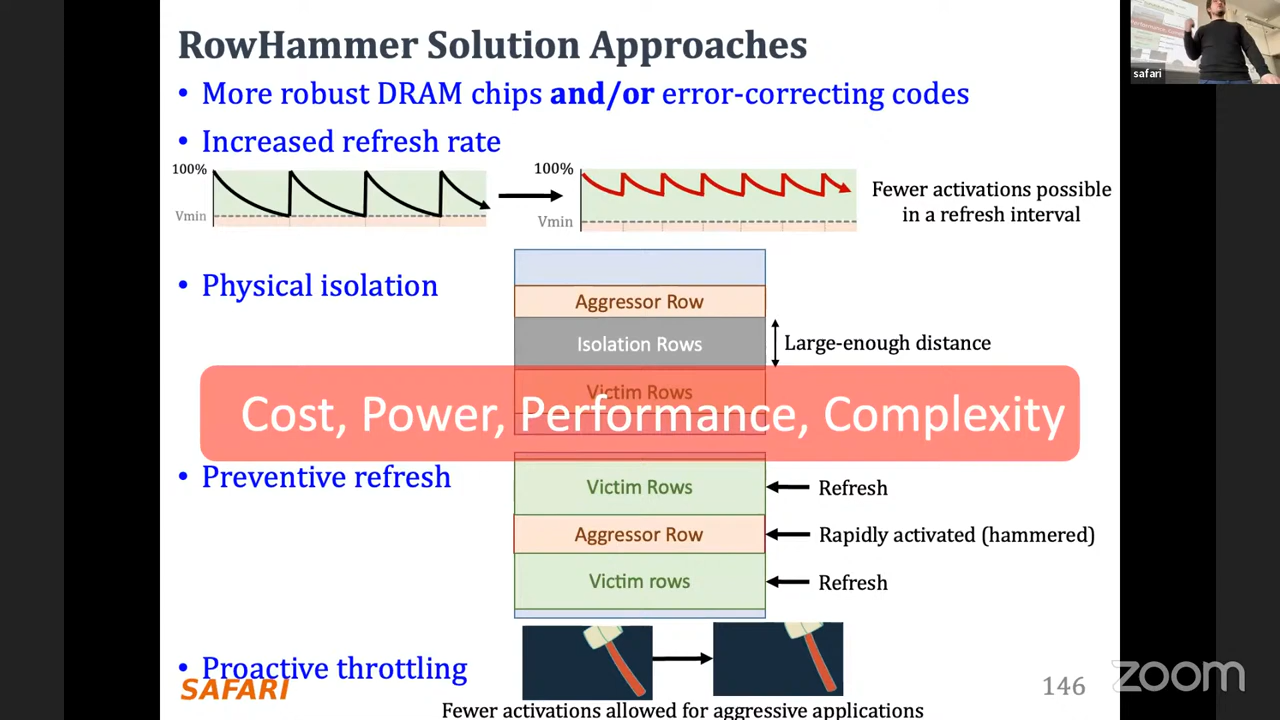 RowHammer Solution Approaches
• More robust DRAM chips and/or error-correcting codes
• Increased refresh rate
100%
Vmin
100%
Vmin
Fewer activations possible
in a refresh interval
• Physical isolation
Aggressor Row
Isolation Rows
Large-enough distance
Victim Rows
Cost, Power, Performance, Complexity
• Preventive refresh
Victim Rows
Refresh
Aggressor Row
Rapidly activated (hammered)
Victim rows
Refresh
• Proactive throttling
Fewer activations allowed for aggressive applications
SAFARI
146
zoom
safari